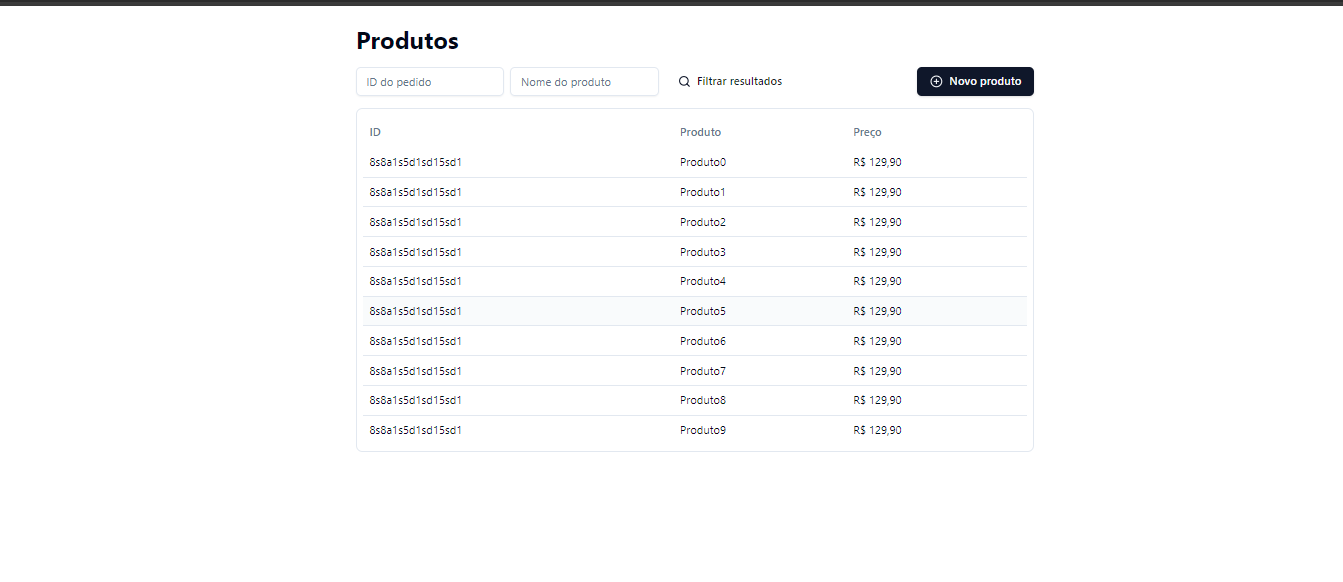 Produtos
ID do pedido Nome do produto Filtrar resultados Novo produto
ID Produto Preço
8s8a1s5d1sd15sd1 Produto0 R$ 129,90
8s8a1s5d1sd15sd1 Produto1 R$ 129,90
8s8a1s5d1sd15sd1 Produto2 R$ 129,90
8s8a1s5d1sd15sd1 Produto3 R$ 129,90
8s8a1s5d1sd15sd1 Produto4 R$ 129,90
8s8a1s5d1sd15sd1 Produto5 R$ 129,90
8s8a1s5d1sd15sd1 Produto6 R$ 129,90
8s8a1s5d1sd15sd1 Produto7 R$ 129,90
8s8a1s5d1sd15sd1 Produto8 R$ 129,90
8s8a1s5d1sd15sd1 Produto9 R$ 129,90